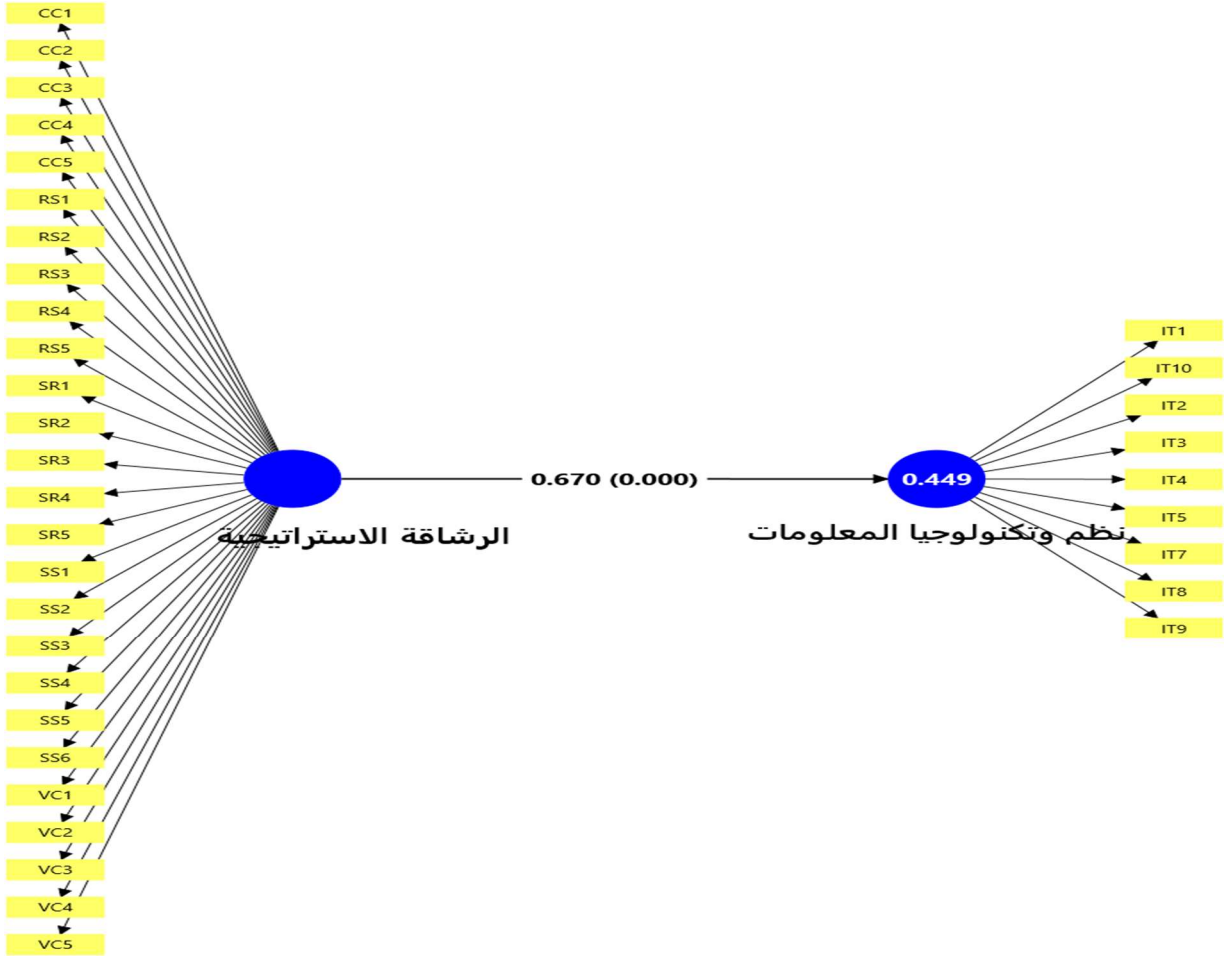 CC1
CC2
CC3
CC4
CC5
RS1
RS2
RS3
RS4
RS5
SR1
SR2
SR3
SR4
SR5
SS1
SS2
SS3
SS4
SS5
SS6
VC1
VC2
VC3
VC4
VC5
الرشاقة الاستراتيجية
0.670 (0.000)
0.449
نظم وتكنولوجيا المعلومات
IT1
IT10
IT2
IT3
IT4
IT5
IT7
IT8
IT9